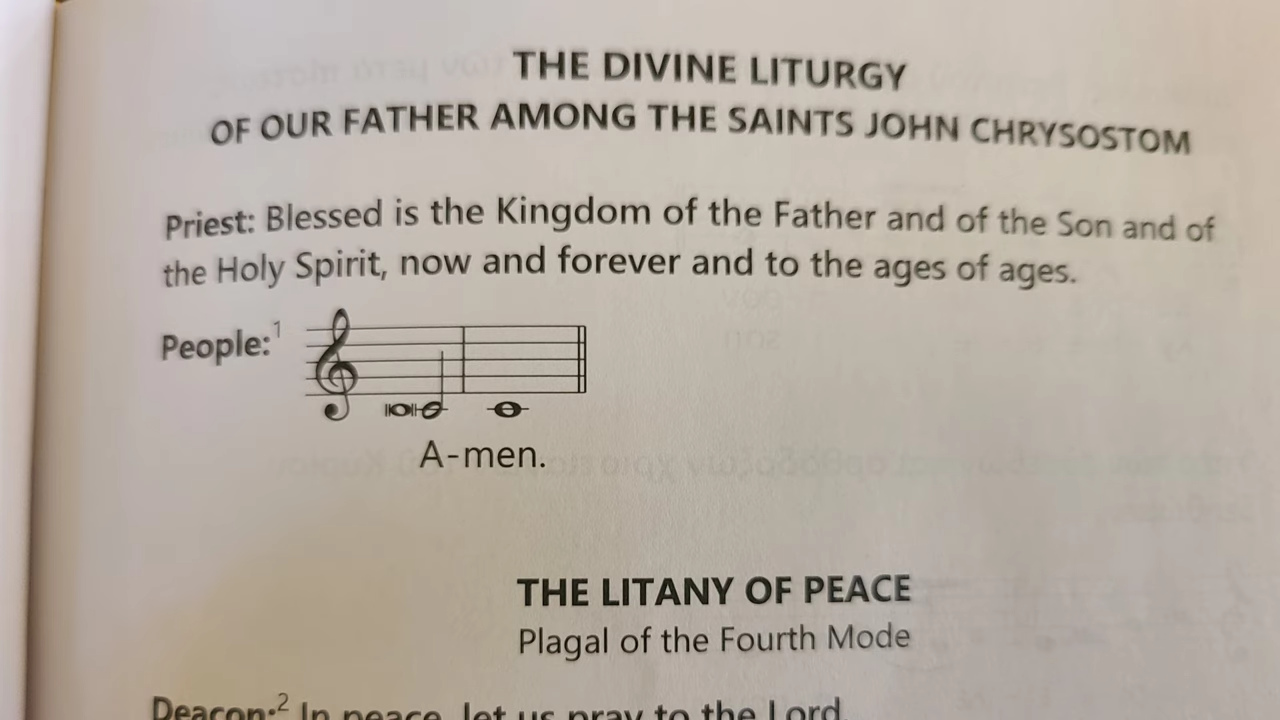 THE DIVINE LITURGY
OF OUR FATHER AMONG THE SAINTS JOHN CHRYSOSTOM
Priest: Blessed is the Kingdom of the Father and of the Son and of
the Holy Spirit, now and forever and to the ages of ages.
People:1
A-men.
THE LITANY OF PEACE
Plagal of the Fourth Mode
Deacon:2 In peace, let us pray to the Lord.